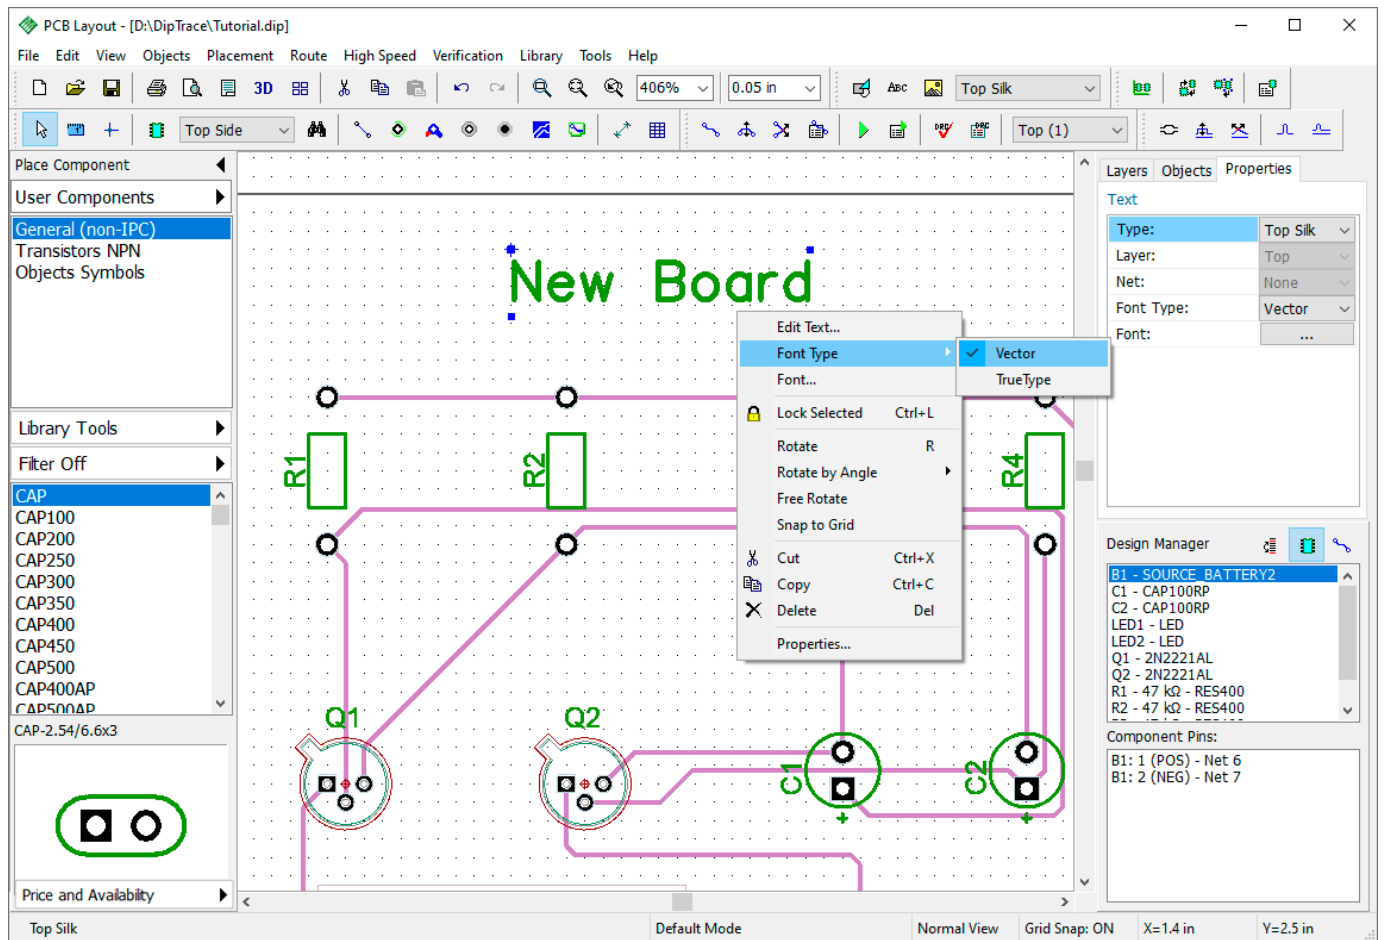 PCB Layout - [D:\DipTrace\Tutorial.dip]
File Edit View Objects Placement Route High Speed Verification Library Tools Help
3D 406% 0.05 in ABC Top Silk
Top Side DRC DRC Top (1)
Place Component
User Components
General (non-IPC)
Transistors NPN
Objects Symbols
Library Tools
Filter Off
CAP
CAP100
CAP200
CAP250
CAP300
CAP350
CAP400
CAP450
CAP500
CAP400AP
CAP500AP
CAP-2.54/6.6x3
Price and Availability
New Board
R1
R2
R4
Q1
Q2
C1
C2
+
+
Edit Text...
Font Type
Font...
Lock Selected Ctrl+L
Rotate R
Rotate by Angle
Free Rotate
Snap to Grid
Cut Ctrl+X
Copy Ctrl+C
Delete Del
Properties...
Vector
TrueType
Layers Objects Properties
Text
Type: Top Silk
Layer: Top
Net: None
Font Type: Vector
Font: ...
Design Manager
B1 - SOURCE_BATTERY2
C1 - CAP100RP
C2 - CAP100RP
LED1 - LED
LED2 - LED
Q1 - 2N2221AL
Q2 - 2N2221AL
R1 - 47 kΩ - RES400
R2 - 47 kΩ - RES400
Component Pins:
B1: 1 (POS) - Net 6
B1: 2 (NEG) - Net 7
Top Silk Default Mode Normal View Grid Snap: ON X=1.4 in Y=2.5 in